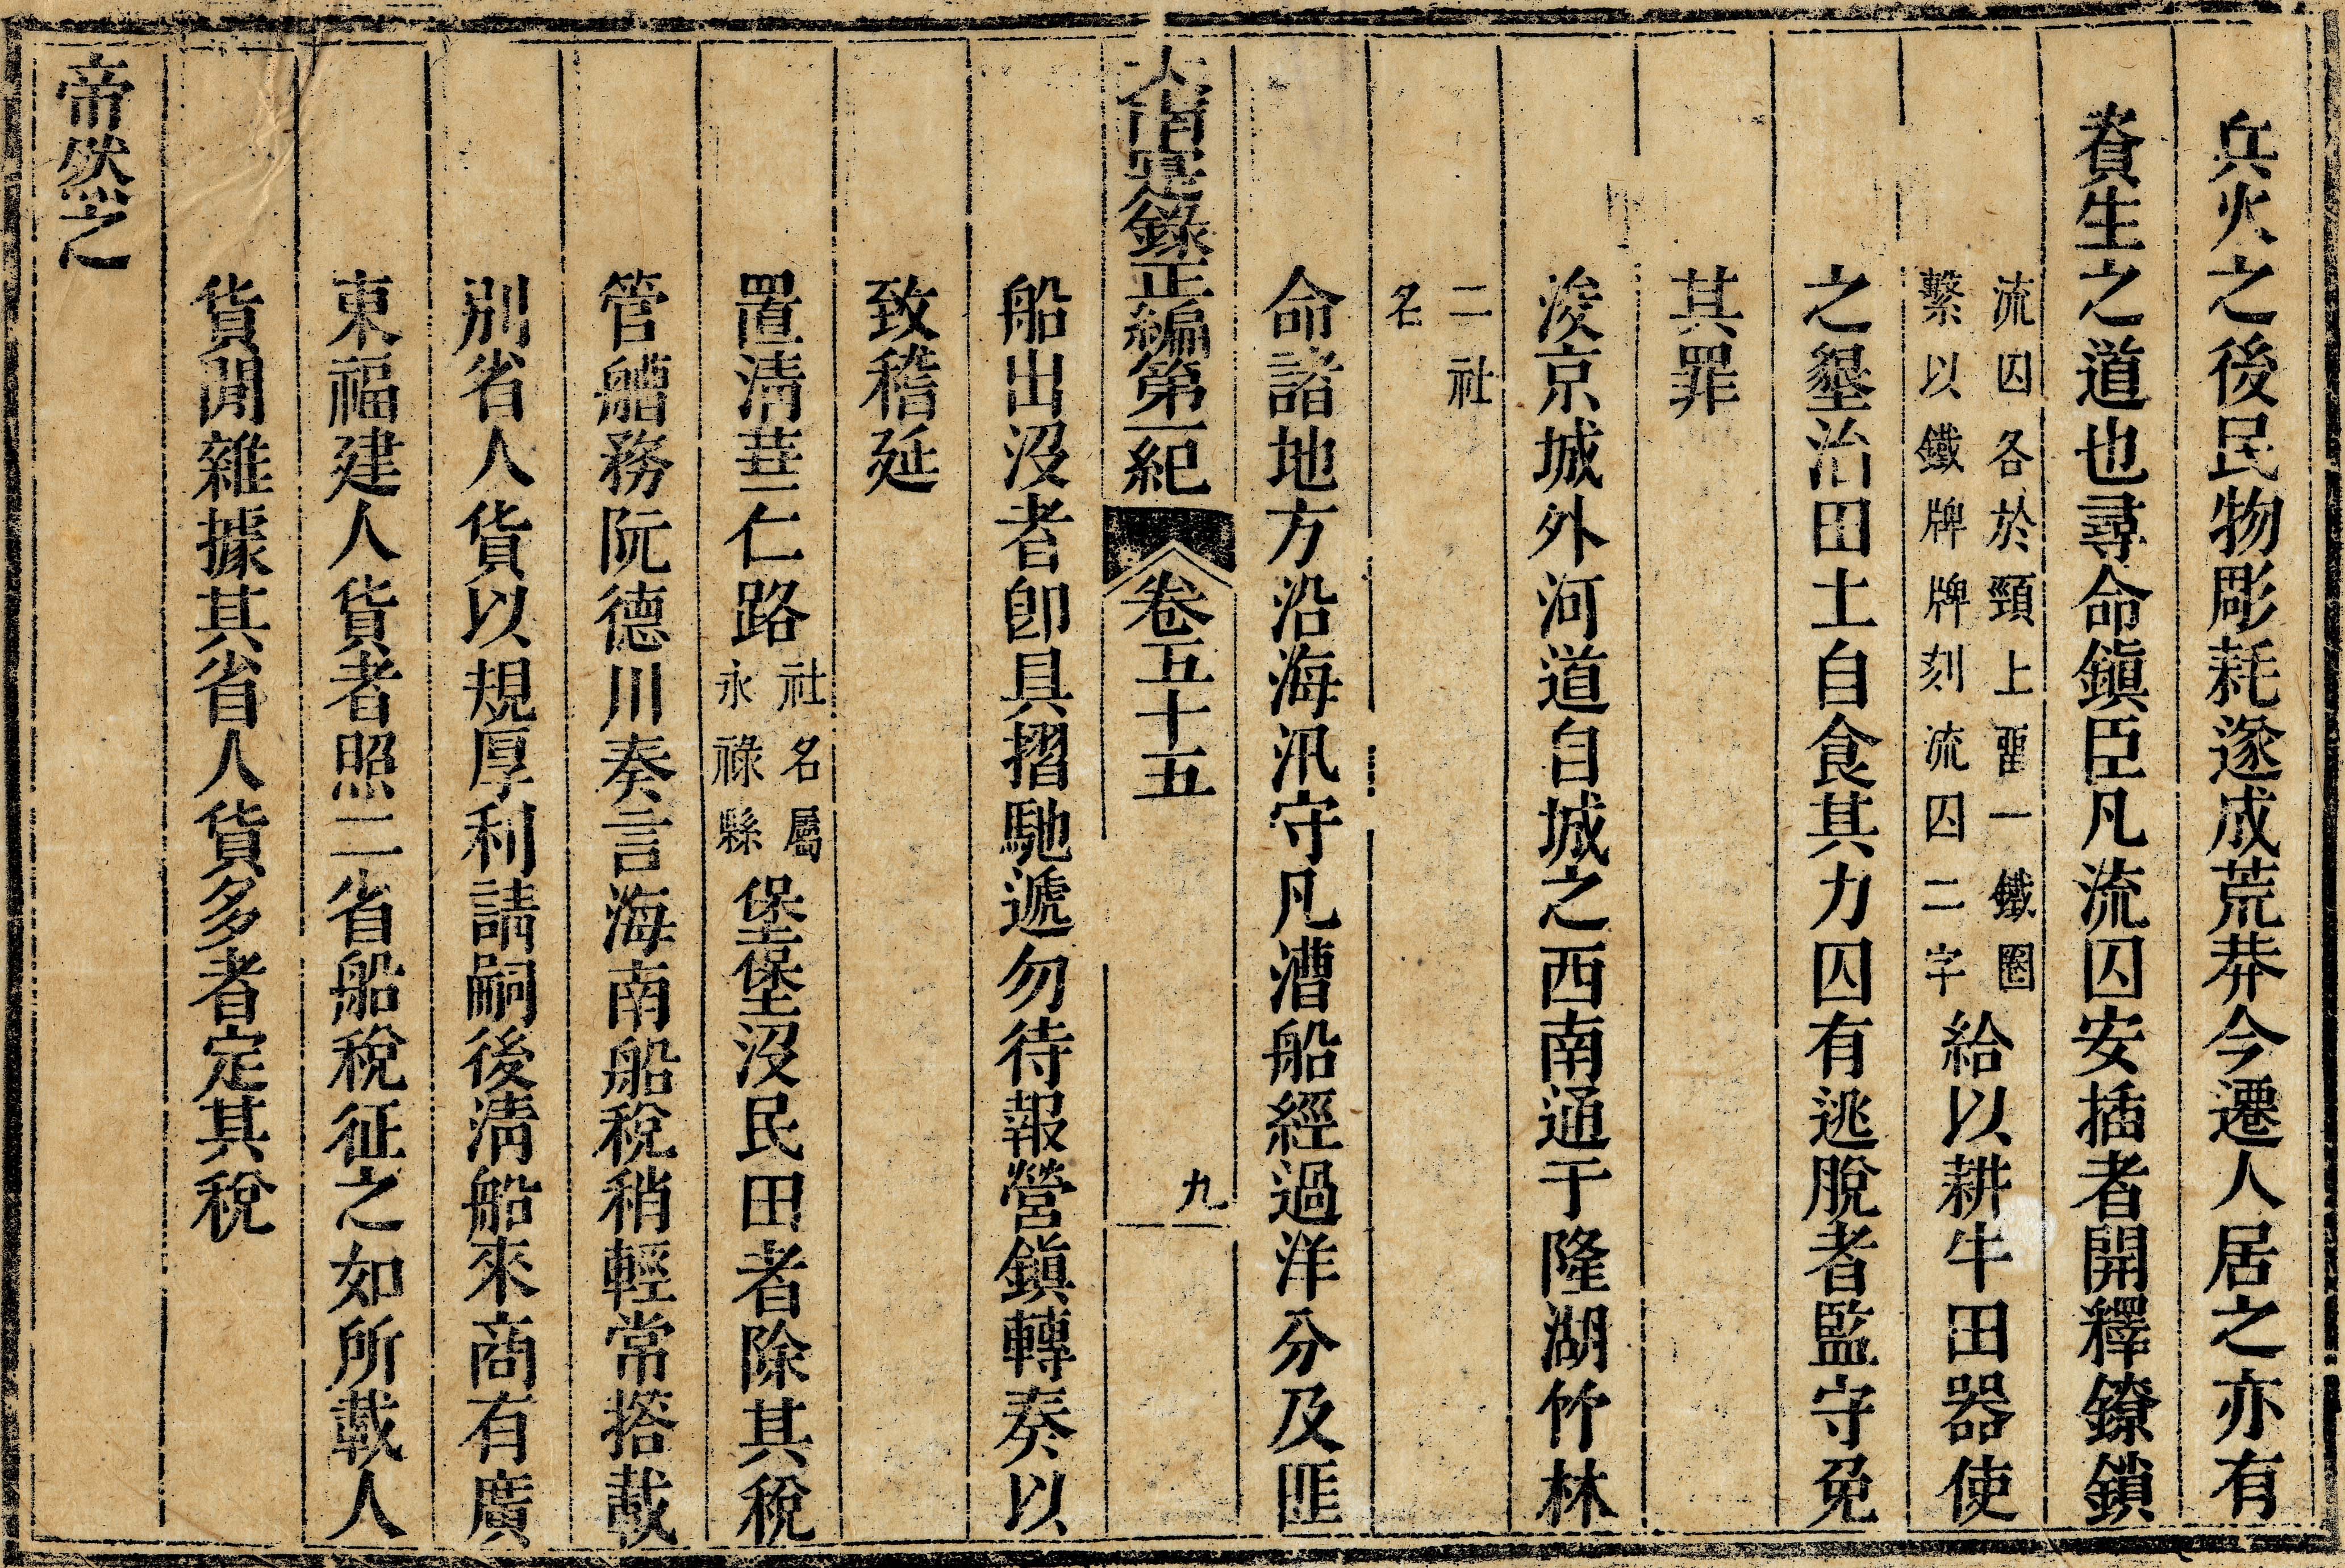 兵火之後民物彫耗遂成荒莽今遷人居之亦有
資生之道也尋命鎭臣凡流囚安插者開釋鐐鎖
流囚各於頸上留一鐵圈
繫以鐵牌牌刻流囚二字
給以耕牛田器使
之墾治田土自食其力囚有逃脫者監守免
其罪
浚京城外河道自城之西南通于隆湖竹林
二社
名
命諸地方沿海汛守凡漕船經過洋分及匪
大南寔錄正編第一紀 卷五十五 九
船出沒者卽具摺馳遞勿待報營鎭轉奏以
致稽延
置淸華仁路
社名屬
永祿縣
堡堡沒民田者除其稅
管艚務阮德川奏言海南船稅稍輕常搭載
別省人貨以規厚利請嗣後淸船來商有廣
東福建人貨者照二省船稅征之如所載人
貨閒雜據其省人貨多者定其稅
帝然之